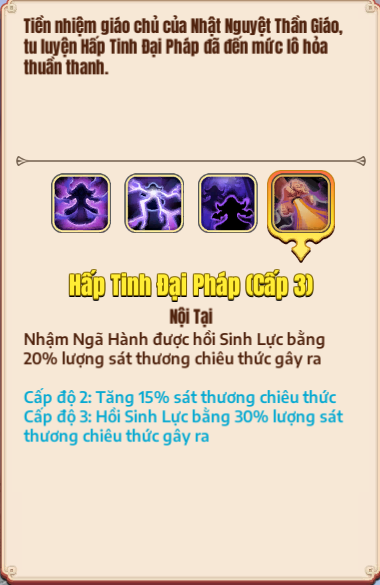 Tiền nhiệm giáo chủ của Nhật Nguyệt Thần Giáo,
tu luyện Hấp Tinh Đại Pháp đã đến mức lô hỏa
thuần thanh.
Hấp Tinh Đại Pháp (Cấp 3)
Nội Tại
Nhậm Ngã Hành được hồi Sinh Lực bằng
20% lượng sát thương chiêu thức gây ra
Cấp độ 2: Tăng 15% sát thương chiêu thức
Cấp độ 3: Hồi Sinh Lực bằng 30% lượng sát
thương chiêu thức gây ra